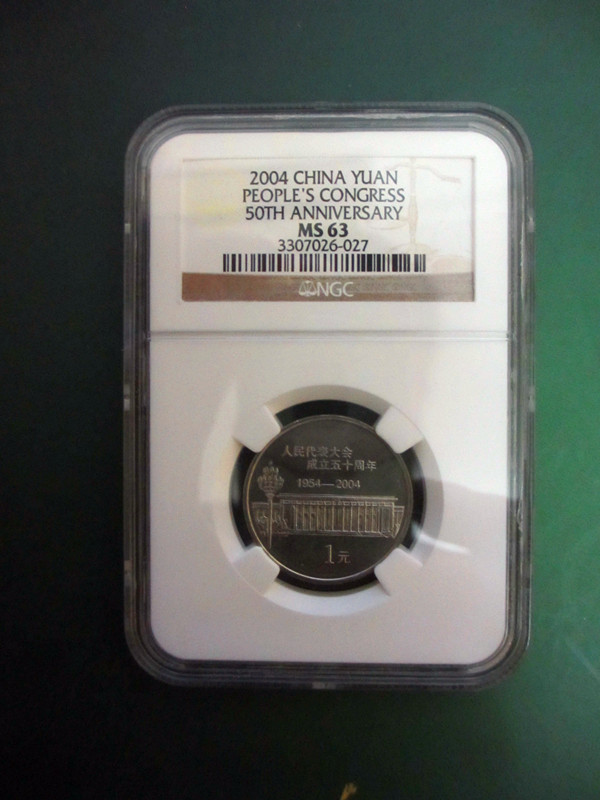 2004 CHINA YUAN
PEOPLE'S CONGRESS
50TH ANNIVERSARY
MS 63
3307026-027
NGC
人民代表大会
成立五十周年
1954—2004
1元